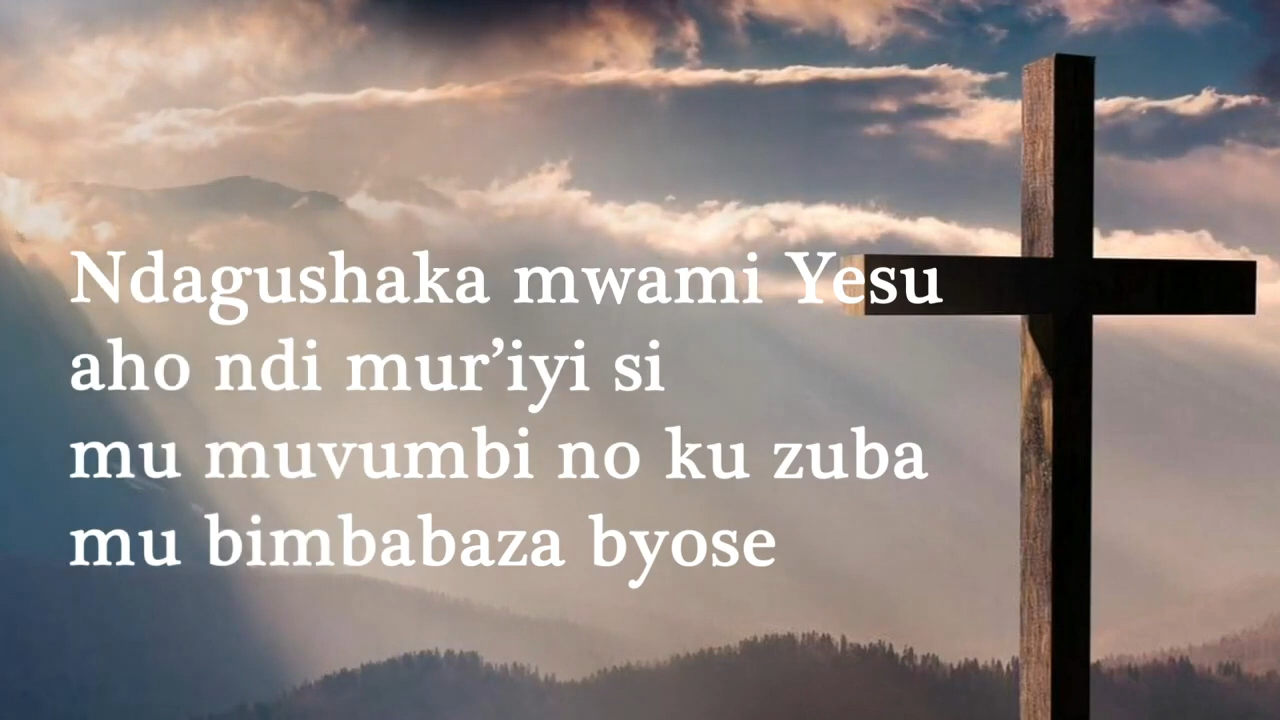 Ndagushaka mwami Yesu
aho ndi mur’iyi si
mu muvumbi no ku zuba
mu bimbabaza byose